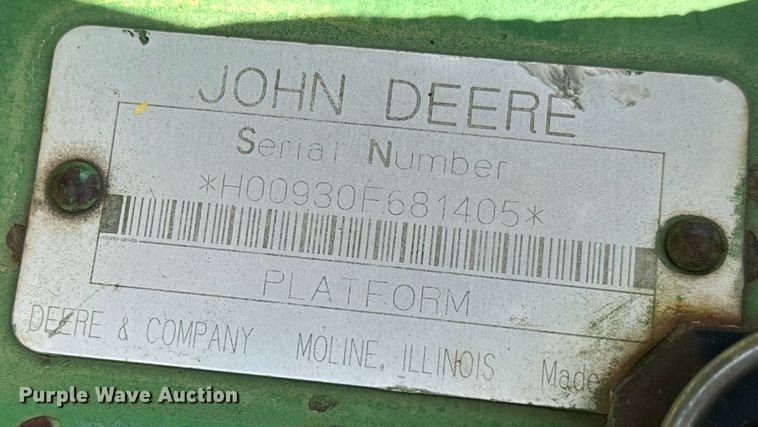 JOHN DEERE
Serial Number
*H00930F681405*
PLATFORM
DEERE & COMPANY MOLINE, ILLINOIS Made
Purple Wave Auction